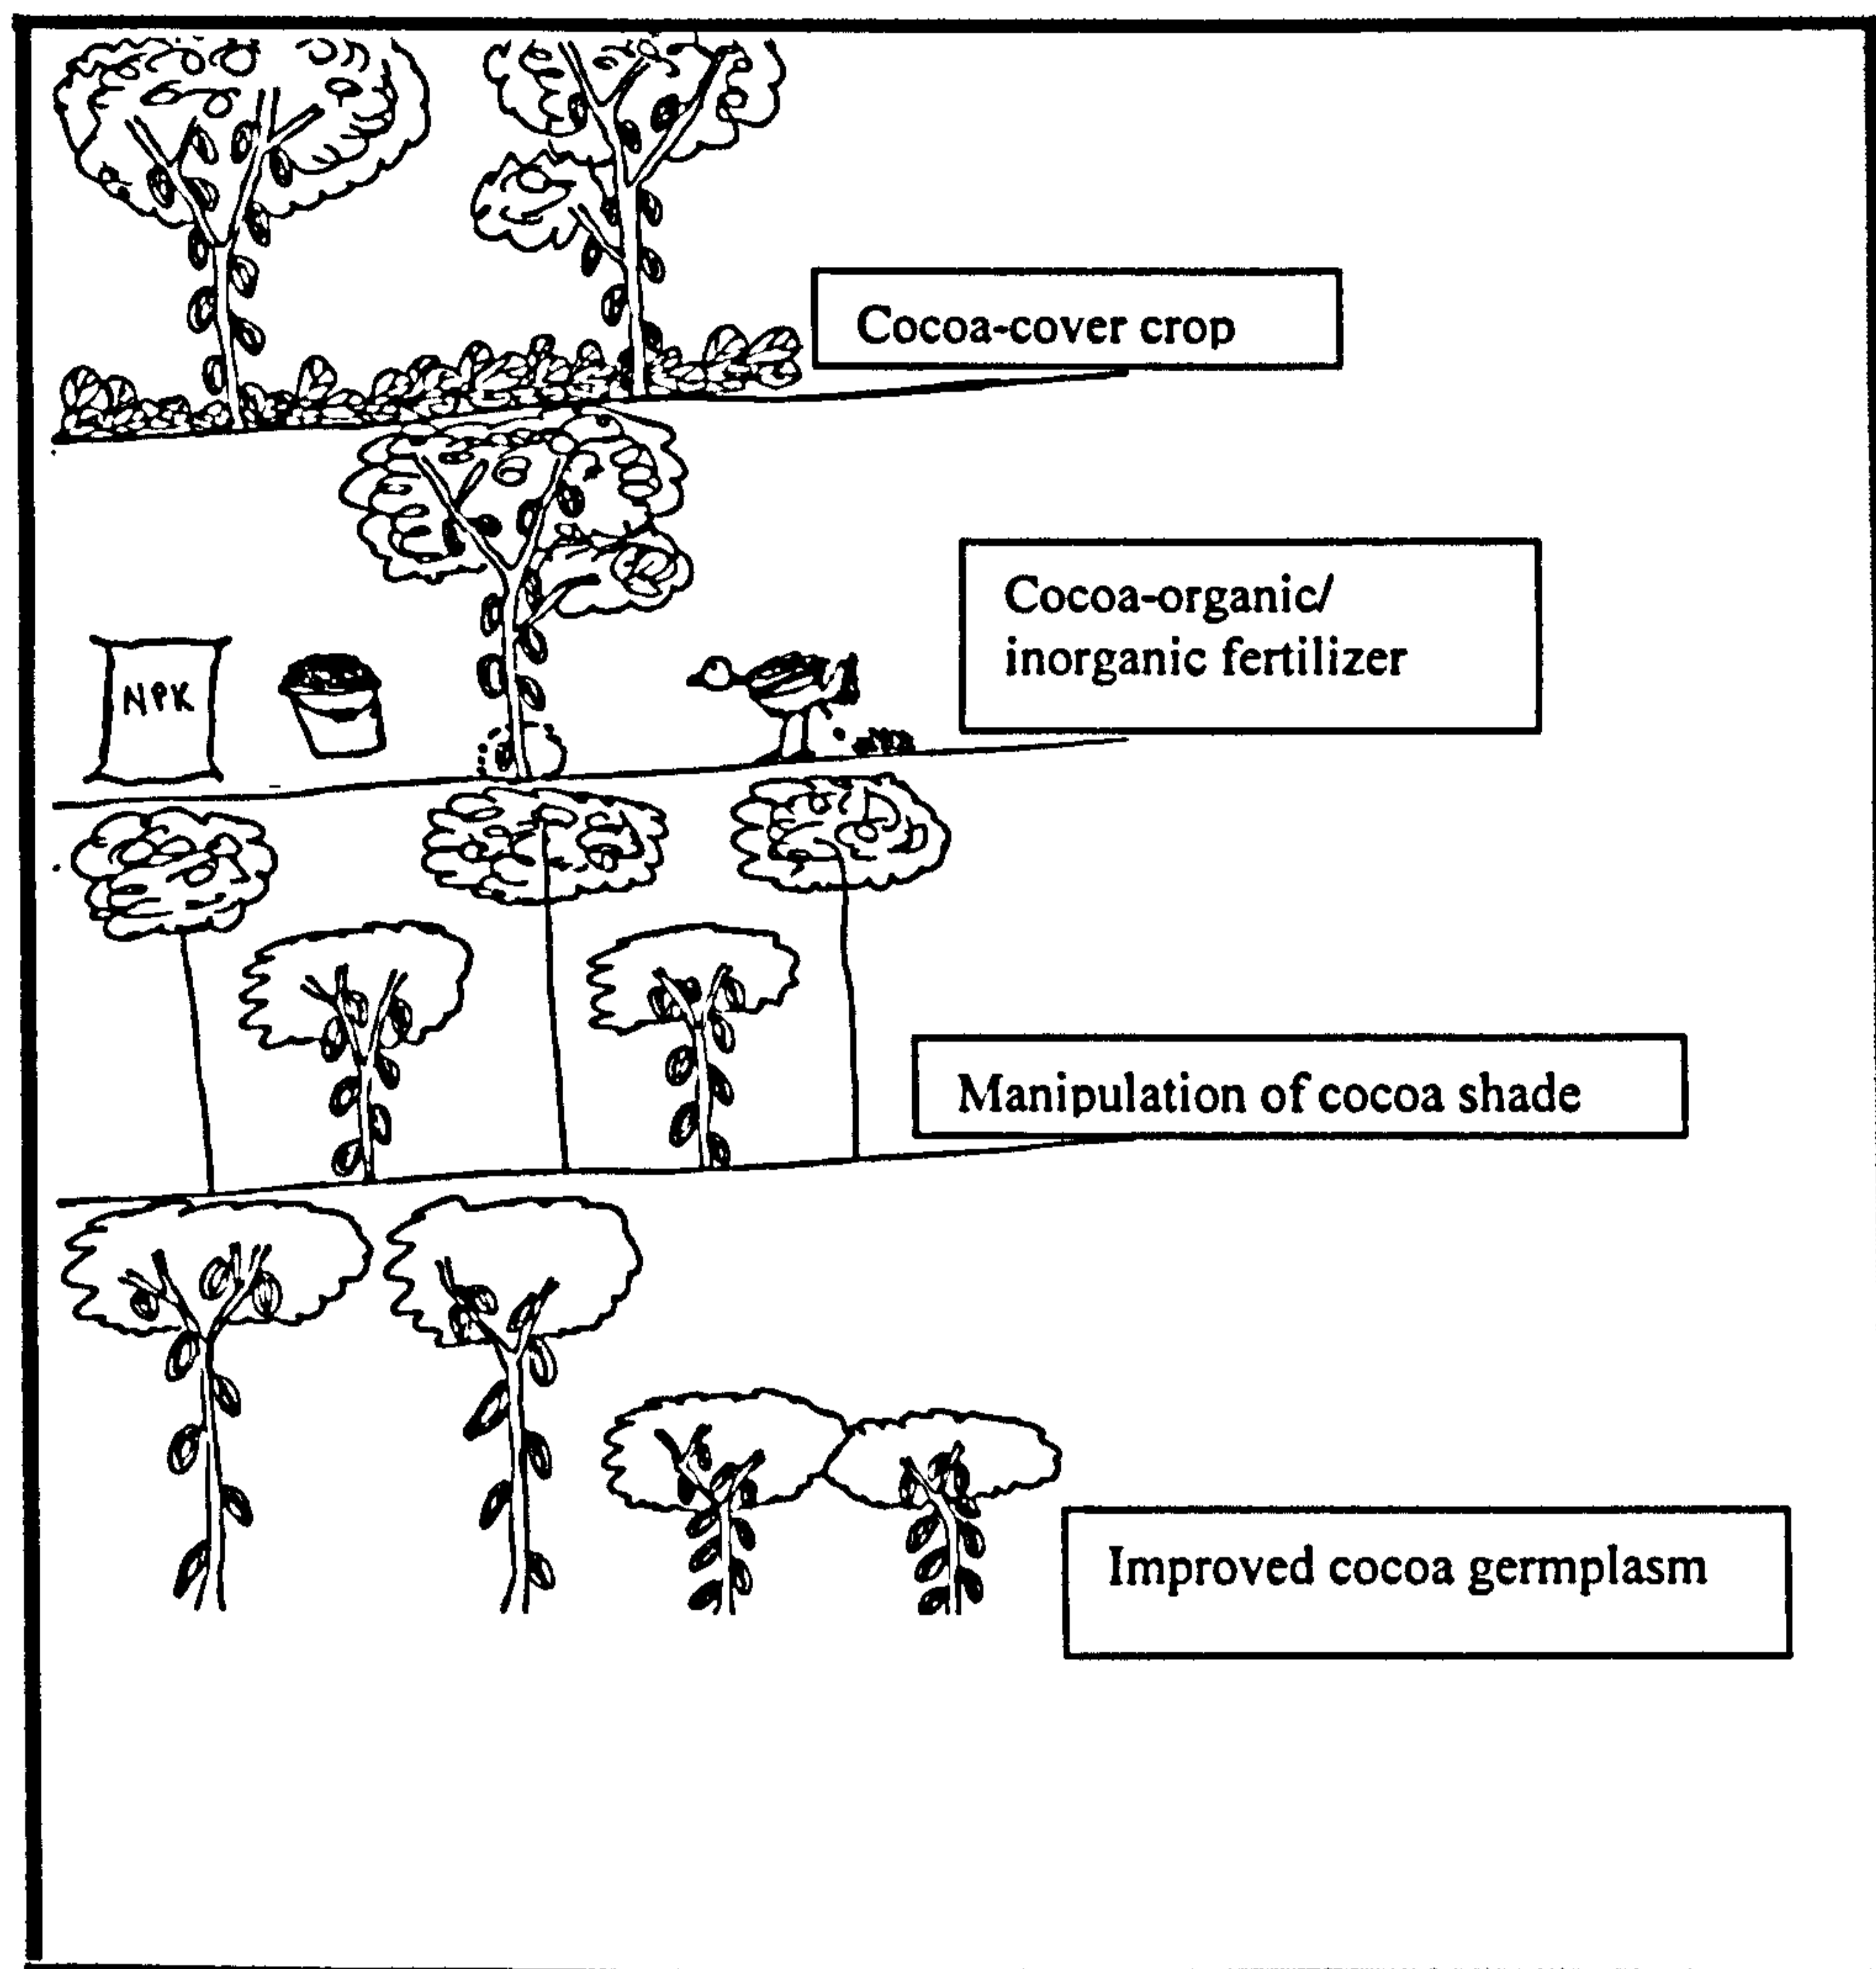 Cocoa-cover crop
Cocoa-organic/
inorganic fertilizer
NPK
Manipulation of cocoa shade
Improved cocoa germplasm